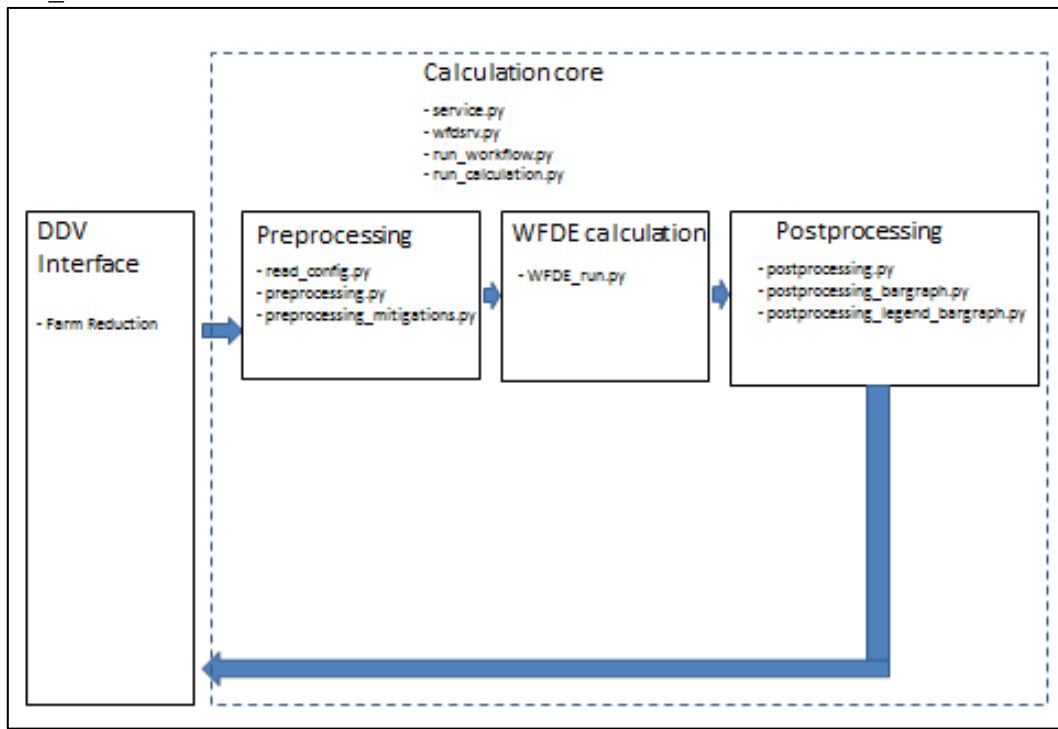 Calculation core
- service.py
- wfdsrv.py
- run_workflow.py
- run_calculation.py
DDV
Interface
- Farm Reduction
Preprocessing
- read_config.py
- preprocessing.py
- preprocessing_mitigations.py
WFDE calculation
- WFDE_run.py
Postprocessing
- postprocessing.py
- postprocessing_bargraph.py
- postprocessing_legend_bargraph.py